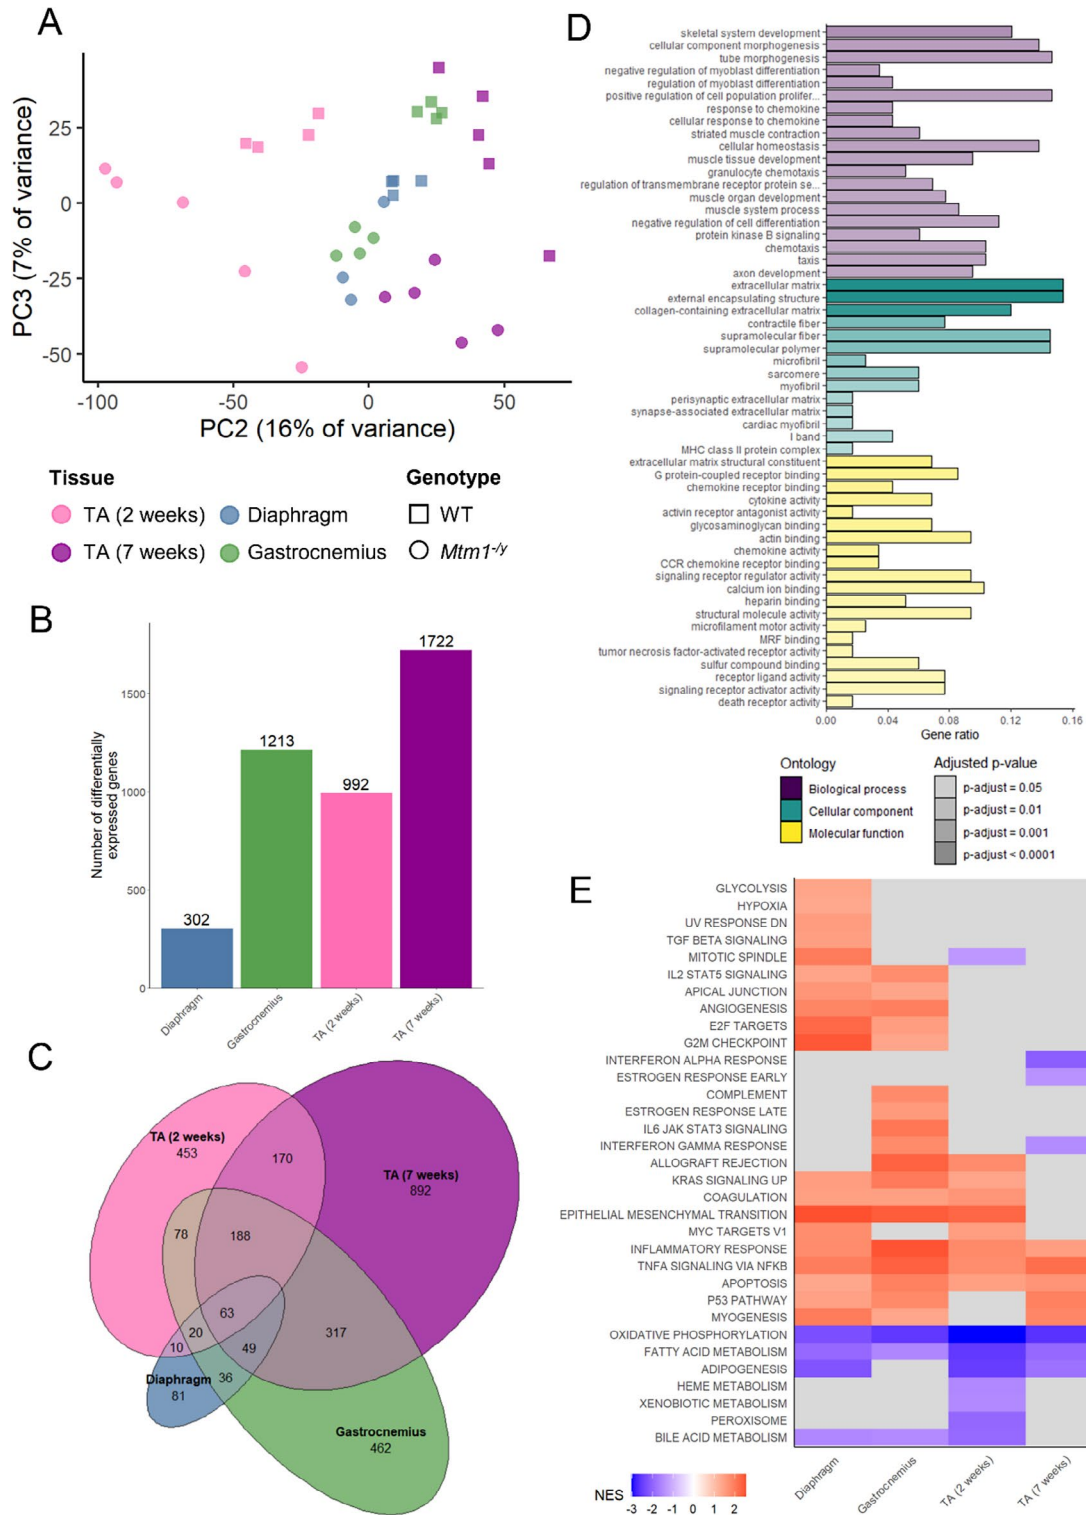 A
PC3 (7% of variance)
25
0
-25
-50
-100
-50
0
50
PC2 (16% of variance)
Tissue
Genotype
TA (2 weeks)
Diaphragm
WT
TA (7 weeks)
Gastrocnemius
Mtm1-/y
B
Number of differentially
expressed genes
1500
1000
500
0
302
1213
992
1722
Diaphragm
Gastrocnemius
TA (2 weeks)
TA (7 weeks)
C
TA (2 weeks)
453
170
TA (7 weeks)
892
78
188
63
20
10
49
317
Diaphragm
81
36
Gastrocnemius
462
D
skeletal system development
cellular component morphogenesis
tube morphogenesis
negative regulation of myoblast differentiation
regulation of myoblast differentiation
positive regulation of cell population prolifer...
response to chemokine
cellular response to chemokine
striated muscle contraction
cellular homeostasis
muscle tissue development
granulocyte chemotaxis
regulation of transmembrane receptor protein se...
muscle organ development
muscle system process
negative regulation of cell differentiation
protein kinase B signaling
chemotaxis
taxis
axon development
extracellular matrix
external encapsulating structure
collagen-containing extracellular matrix
contractile fiber
supramolecular fiber
supramolecular polymer
microfibril
sarcomere
myofibril
perisynaptic extracellular matrix
synapse-associated extracellular matrix
cardiac myofibril
I band
MHC class II protein complex
extracellular matrix structural constituent
G protein-coupled receptor binding
chemokine receptor binding
cytokine activity
activin receptor antagonist activity
glycosaminoglycan binding
actin binding
chemokine activity
CCR chemokine receptor binding
signaling receptor regulator activity
calcium ion binding
heparin binding
structural molecule activity
microfilament motor activity
MRF binding
tumor necrosis factor-activated receptor activity
sulfur compound binding
receptor ligand activity
signaling receptor activator activity
death receptor activity
0.00
0.04
0.08
0.12
0.16
Gene ratio
Ontology
Biological process
Cellular component
Molecular function
Adjusted p-value
p-adjust = 0.05
p-adjust = 0.01
p-adjust = 0.001
p-adjust < 0.0001
E
GLYCOLYSIS
HYPOXIA
UV RESPONSE DN
TGF BETA SIGNALING
MITOTIC SPINDLE
IL2 STAT5 SIGNALING
APICAL JUNCTION
ANGIOGENESIS
E2F TARGETS
G2M CHECKPOINT
INTERFERON ALPHA RESPONSE
ESTROGEN RESPONSE EARLY
COMPLEMENT
ESTROGEN RESPONSE LATE
IL6 JAK STAT3 SIGNALING
INTERFERON GAMMA RESPONSE
ALLOGRAFT REJECTION
KRAS SIGNALING UP
COAGULATION
EPITHELIAL MESENCHYMAL TRANSITION
MYC TARGETS V1
INFLAMMATORY RESPONSE
TNFA SIGNALING VIA NFKB
APOPTOSIS
P53 PATHWAY
MYOGENESIS
OXIDATIVE PHOSPHORYLATION
FATTY ACID METABOLISM
ADIPOGENESIS
HEME METABOLISM
XENOBIOTIC METABOLISM
PEROXISOME
BILE ACID METABOLISM
Diaphragm
Gastrocnemius
TA (2 weeks)
TA (7 weeks)
NES
-3 -2 -1 0 1 2